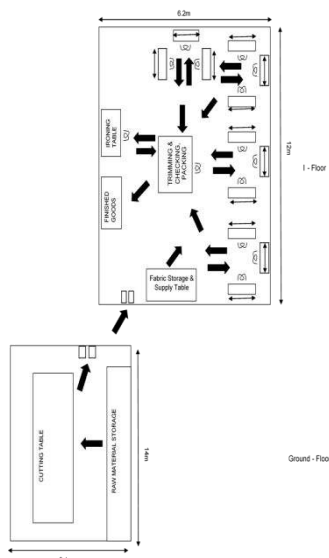 6.2m
IRONING
TABLE
TRIMMING &
CHECKING,
PACKING
FINISHED
GOODS
12m
I - Floor
Fabric Storage &
Supply Table
CUTTING TABLE
RAW MATERIAL STORAGE
14m
Ground - Floo